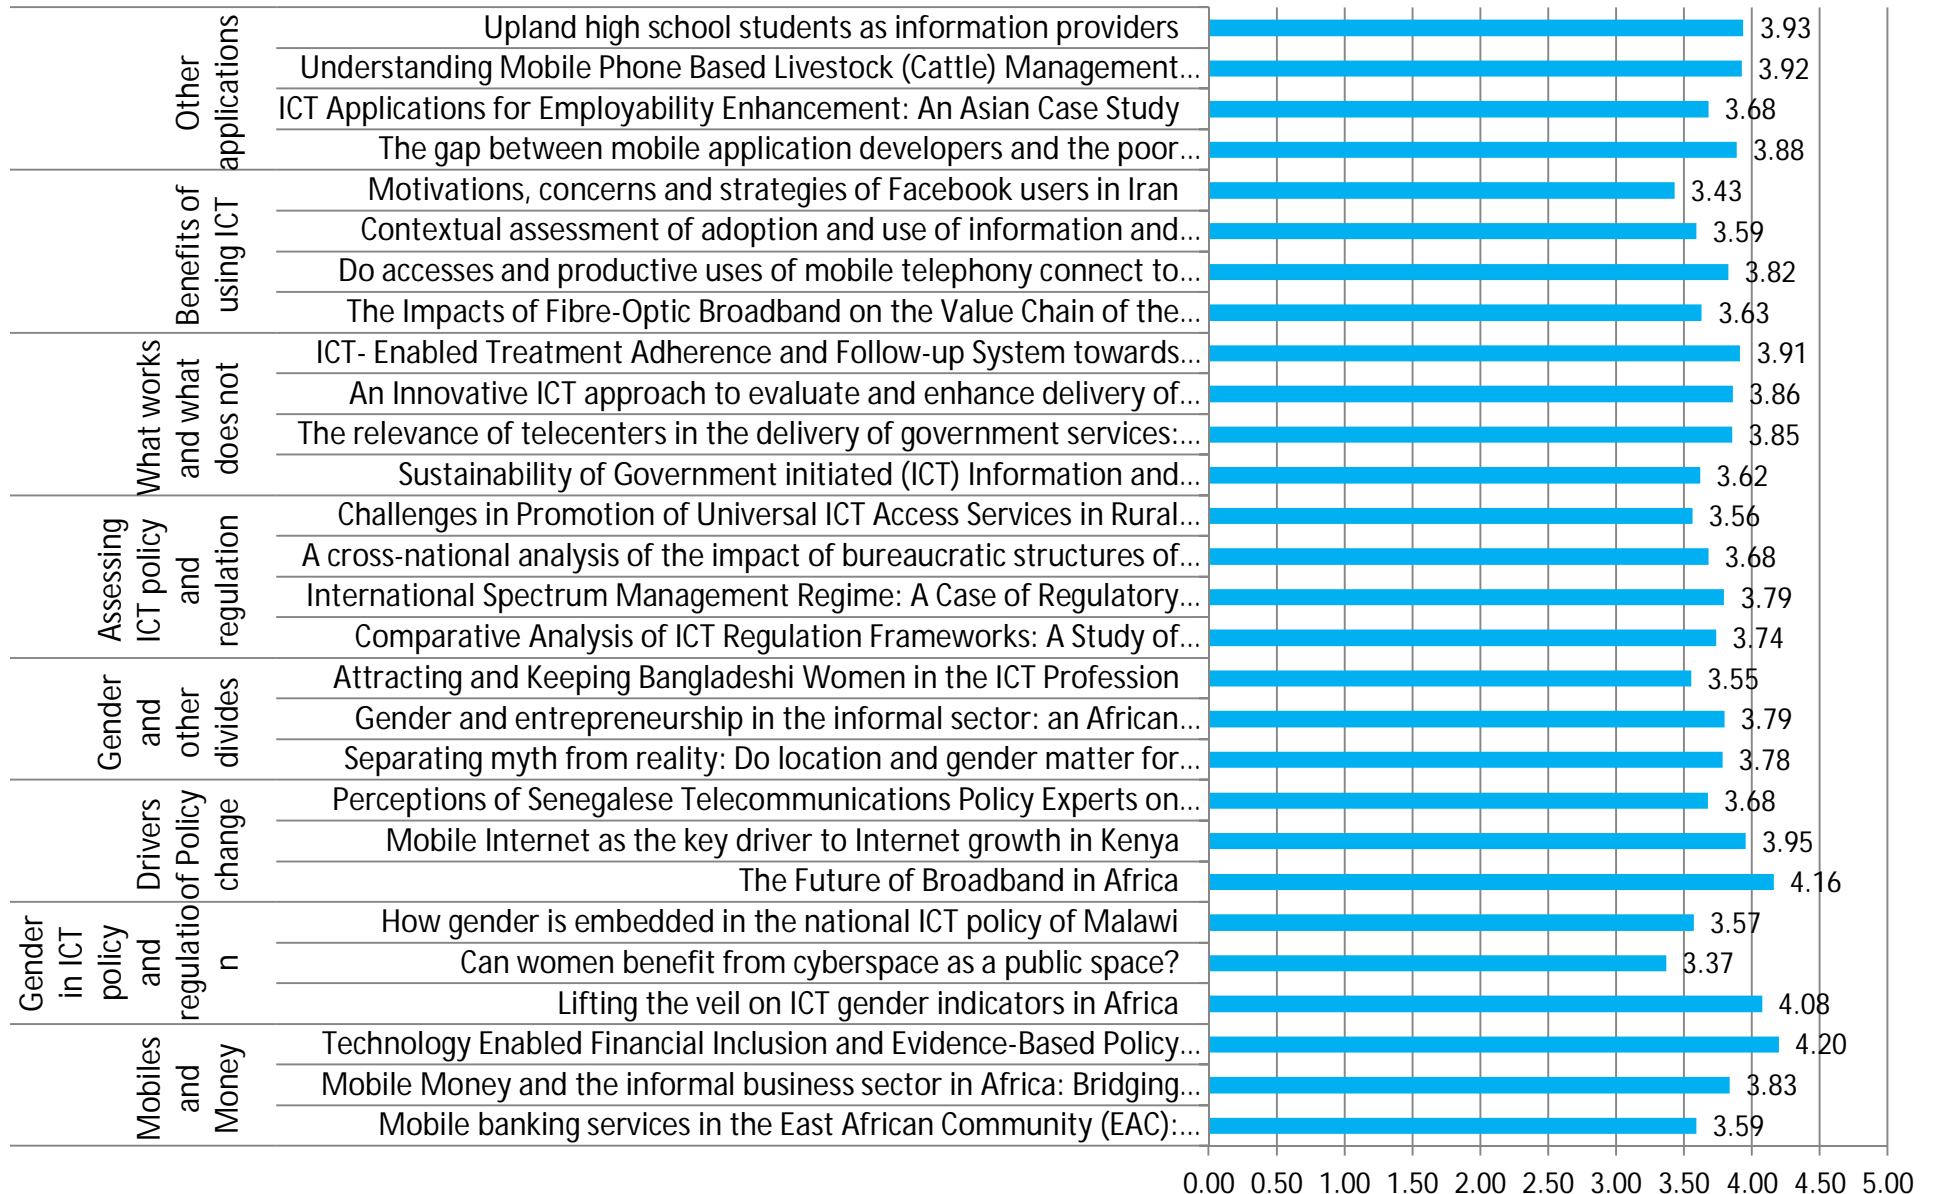 Other
applications
Upland high school students as information providers 3.93
Understanding Mobile Phone Based Livestock (Cattle) Management... 3.92
ICT Applications for Employability Enhancement: An Asian Case Study 3.68
The gap between mobile application developers and the poor... 3.88
Benefits of
using ICT
Motivations, concerns and strategies of Facebook users in Iran 3.43
Contextual assessment of adoption and use of information and... 3.59
Do accesses and productive uses of mobile telephony connect to... 3.82
The Impacts of Fibre-Optic Broadband on the Value Chain of the... 3.63
What works
and what
does not
ICT- Enabled Treatment Adherence and Follow-up System towards... 3.91
An Innovative ICT approach to evaluate and enhance delivery of... 3.86
The relevance of telecenters in the delivery of government services:... 3.85
Sustainability of Government initiated (ICT) Information and... 3.62
Assessing
ICT policy
and
regulation
Challenges in Promotion of Universal ICT Access Services in Rural... 3.56
A cross-national analysis of the impact of bureaucratic structures of... 3.68
International Spectrum Management Regime: A Case of Regulatory... 3.79
Comparative Analysis of ICT Regulation Frameworks: A Study of... 3.74
Gender
and
other
divides
Attracting and Keeping Bangladeshi Women in the ICT Profession 3.55
Gender and entrepreneurship in the informal sector: an African... 3.79
Separating myth from reality: Do location and gender matter for... 3.78
Drivers
of Policy
change
Perceptions of Senegalese Telecommunications Policy Experts on... 3.68
Mobile Internet as the key driver to Internet growth in Kenya 3.95
The Future of Broadband in Africa 4.16
Gender
in ICT
policy
and
regulatio
n
How gender is embedded in the national ICT policy of Malawi 3.57
Can women benefit from cyberspace as a public space? 3.37
Lifting the veil on ICT gender indicators in Africa 4.08
Mobiles
and
Money
Technology Enabled Financial Inclusion and Evidence-Based Policy... 4.20
Mobile Money and the informal business sector in Africa: Bridging... 3.83
Mobile banking services in the East African Community (EAC):... 3.59
0.00 0.50 1.00 1.50 2.00 2.50 3.00 3.50 4.00 4.50 5.00